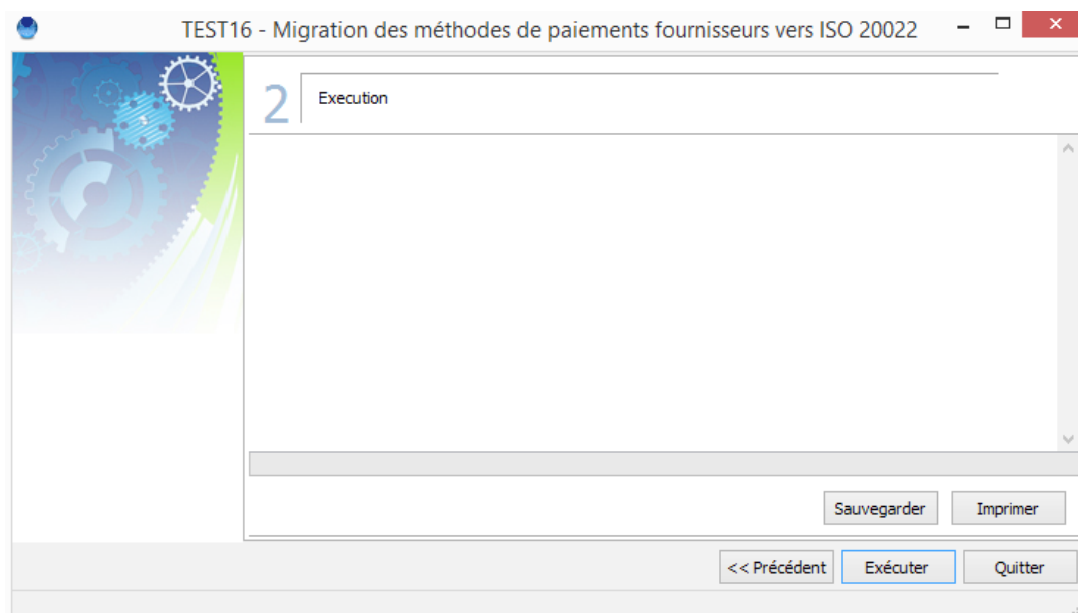 TEST16 - Migration des méthodes de paiements fournisseurs vers ISO 20022
2
Execution
Sauvegarder
Imprimer
<< Précédent
Exécuter
Quitter